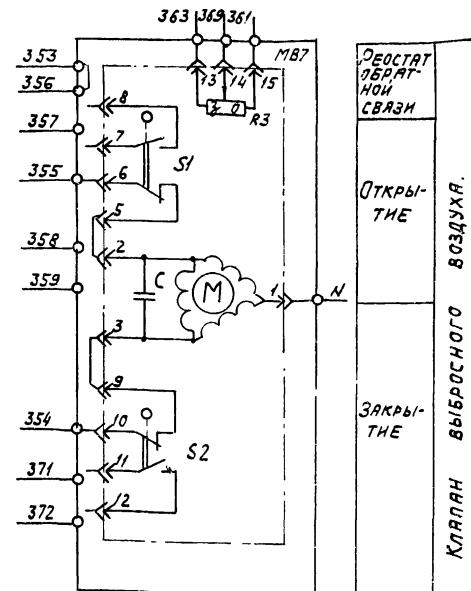 363 369 361
МВ7
353
356
357
355
358
359
354
371
372
13 14 15
З О
R3
8
7
6
5
S1
2
C
М
1
N
3
9
10
11
12
S2
РЕОСТАТ
ОБРАТ-
НОЙ
СВЯЗИ
ОТКРЫ-
ТИЕ
ЗАКРЫ-
ТИЕ
КЛАПАН ВЫБРОСНОГО ВОЗДУХА.